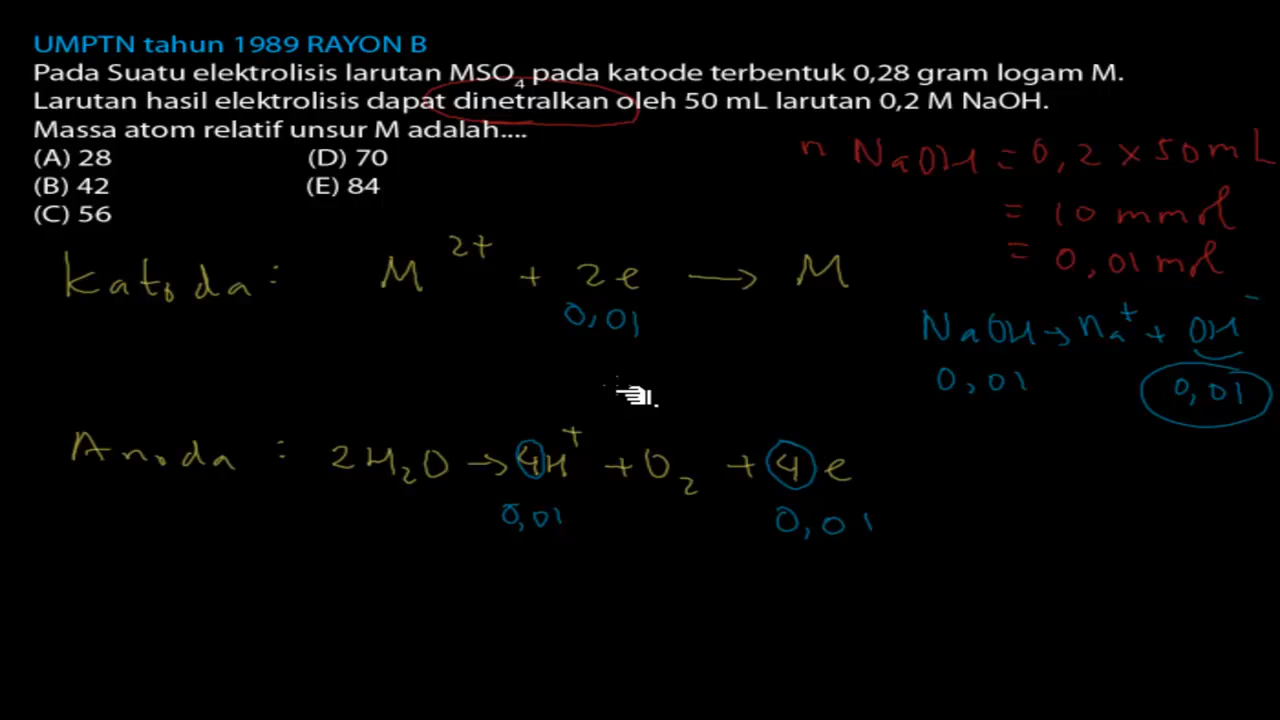 UMPTN tahun 1989 RAYON B
Pada Suatu elektrolisis larutan MSO₄ pada katode terbentuk 0,28 gram logam M.
Larutan hasil elektrolisis dapat dinetralkan oleh 50 mL larutan 0,2 M NaOH.
Massa atom relatif unsur M adalah....
(A) 28 (D) 70
(B) 42 (E) 84
(C) 56
n NaOH = 0,2 x 50 mL
= 10 mmol
= 0,01 mol
Katoda : M²⁺ + 2e → M
0,01
NaOH → Na⁺ + OH⁻
0,01 0,01
Anoda : 2H₂O → 4H⁺ + O₂ + 4e
0,01 0,01